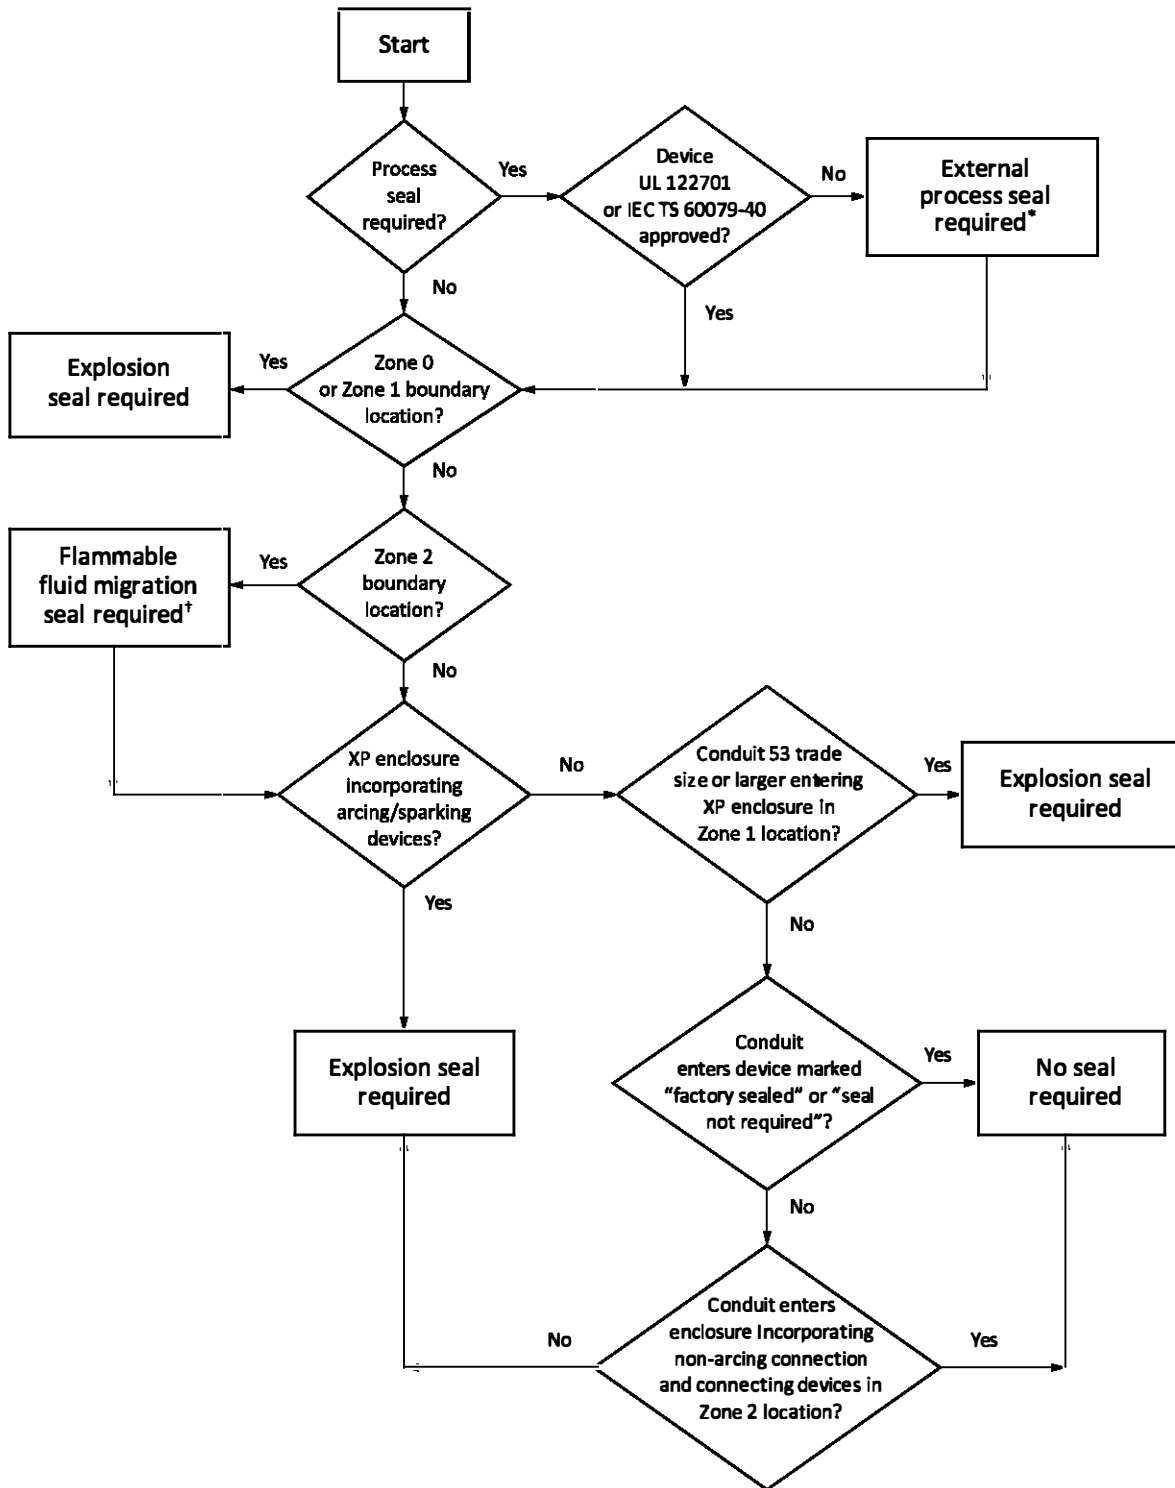 Start
Process
seal
required?
Yes
Device
UL 122701
or IEC TS 60079-40
approved?
No
External
process seal
required*
No
Yes
Explosion
seal required
Yes
Zone 0
or Zone 1 boundary
location?
No
Flammable
fluid migration
seal required†
Yes
Zone 2
boundary
location?
No
XP enclosure
incorporating
arcing/sparking
devices?
No
Conduit 53 trade
size or larger entering
XP enclosure in
Zone 1 location?
Yes
Explosion seal
required
Yes
No
Explosion seal
required
Conduit
enters device marked
“factory sealed” or “seal
not required”?
Yes
No seal
required
No
No
Conduit enters
enclosure Incorporating
non-arcing connection
and connecting devices in
Zone 2 location?
Yes